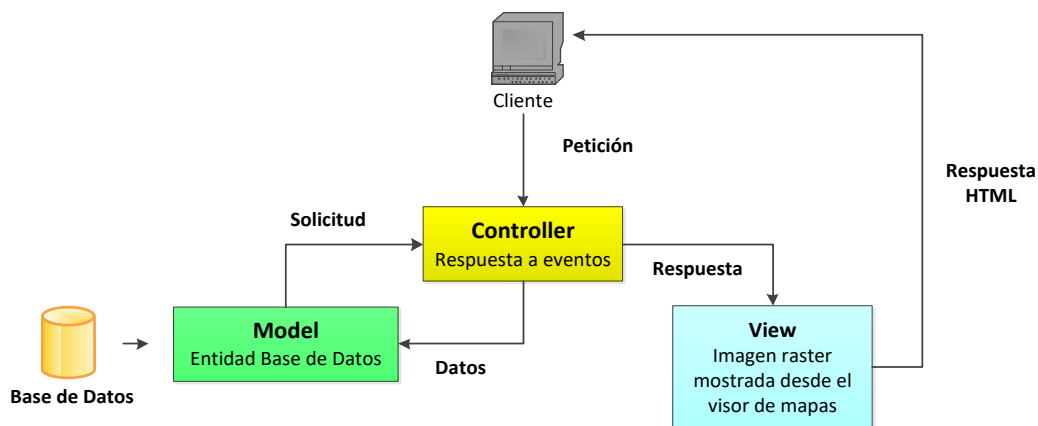 Cliente
Petición
Respuesta
HTML
Solicitud
Controller
Respuesta a eventos
Respuesta
Model
Entidad Base de Datos
Datos
View
Imagen raster
mostrada desde el
visor de mapas
Base de Datos